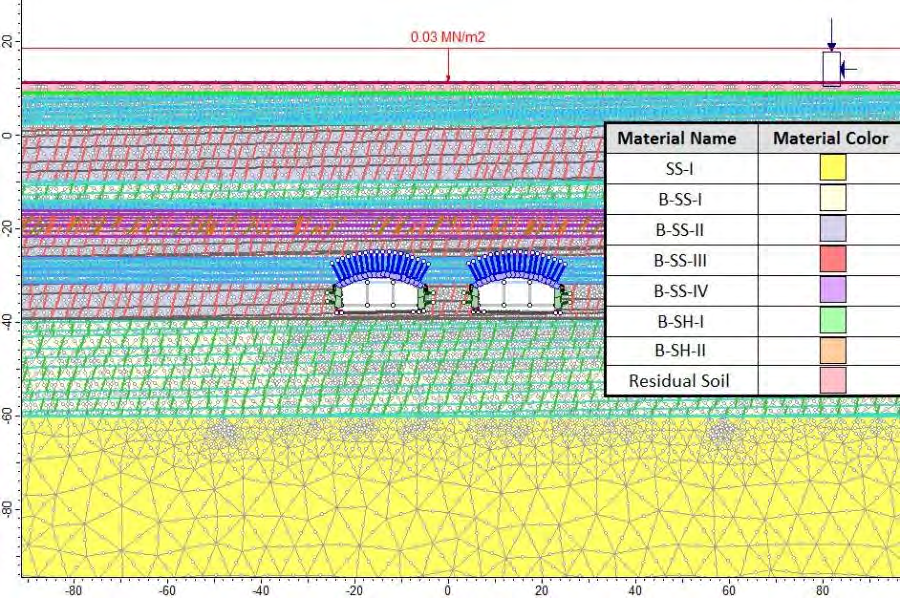 0.03 MN/m2
20
0
-20
-40
-60
-80
Material Name Material Color
SS-I
B-SS-I
B-SS-II
B-SS-III
B-SS-IV
B-SH-I
B-SH-II
Residual Soil
-80 -60 -40 -20 0 20 40 60 80